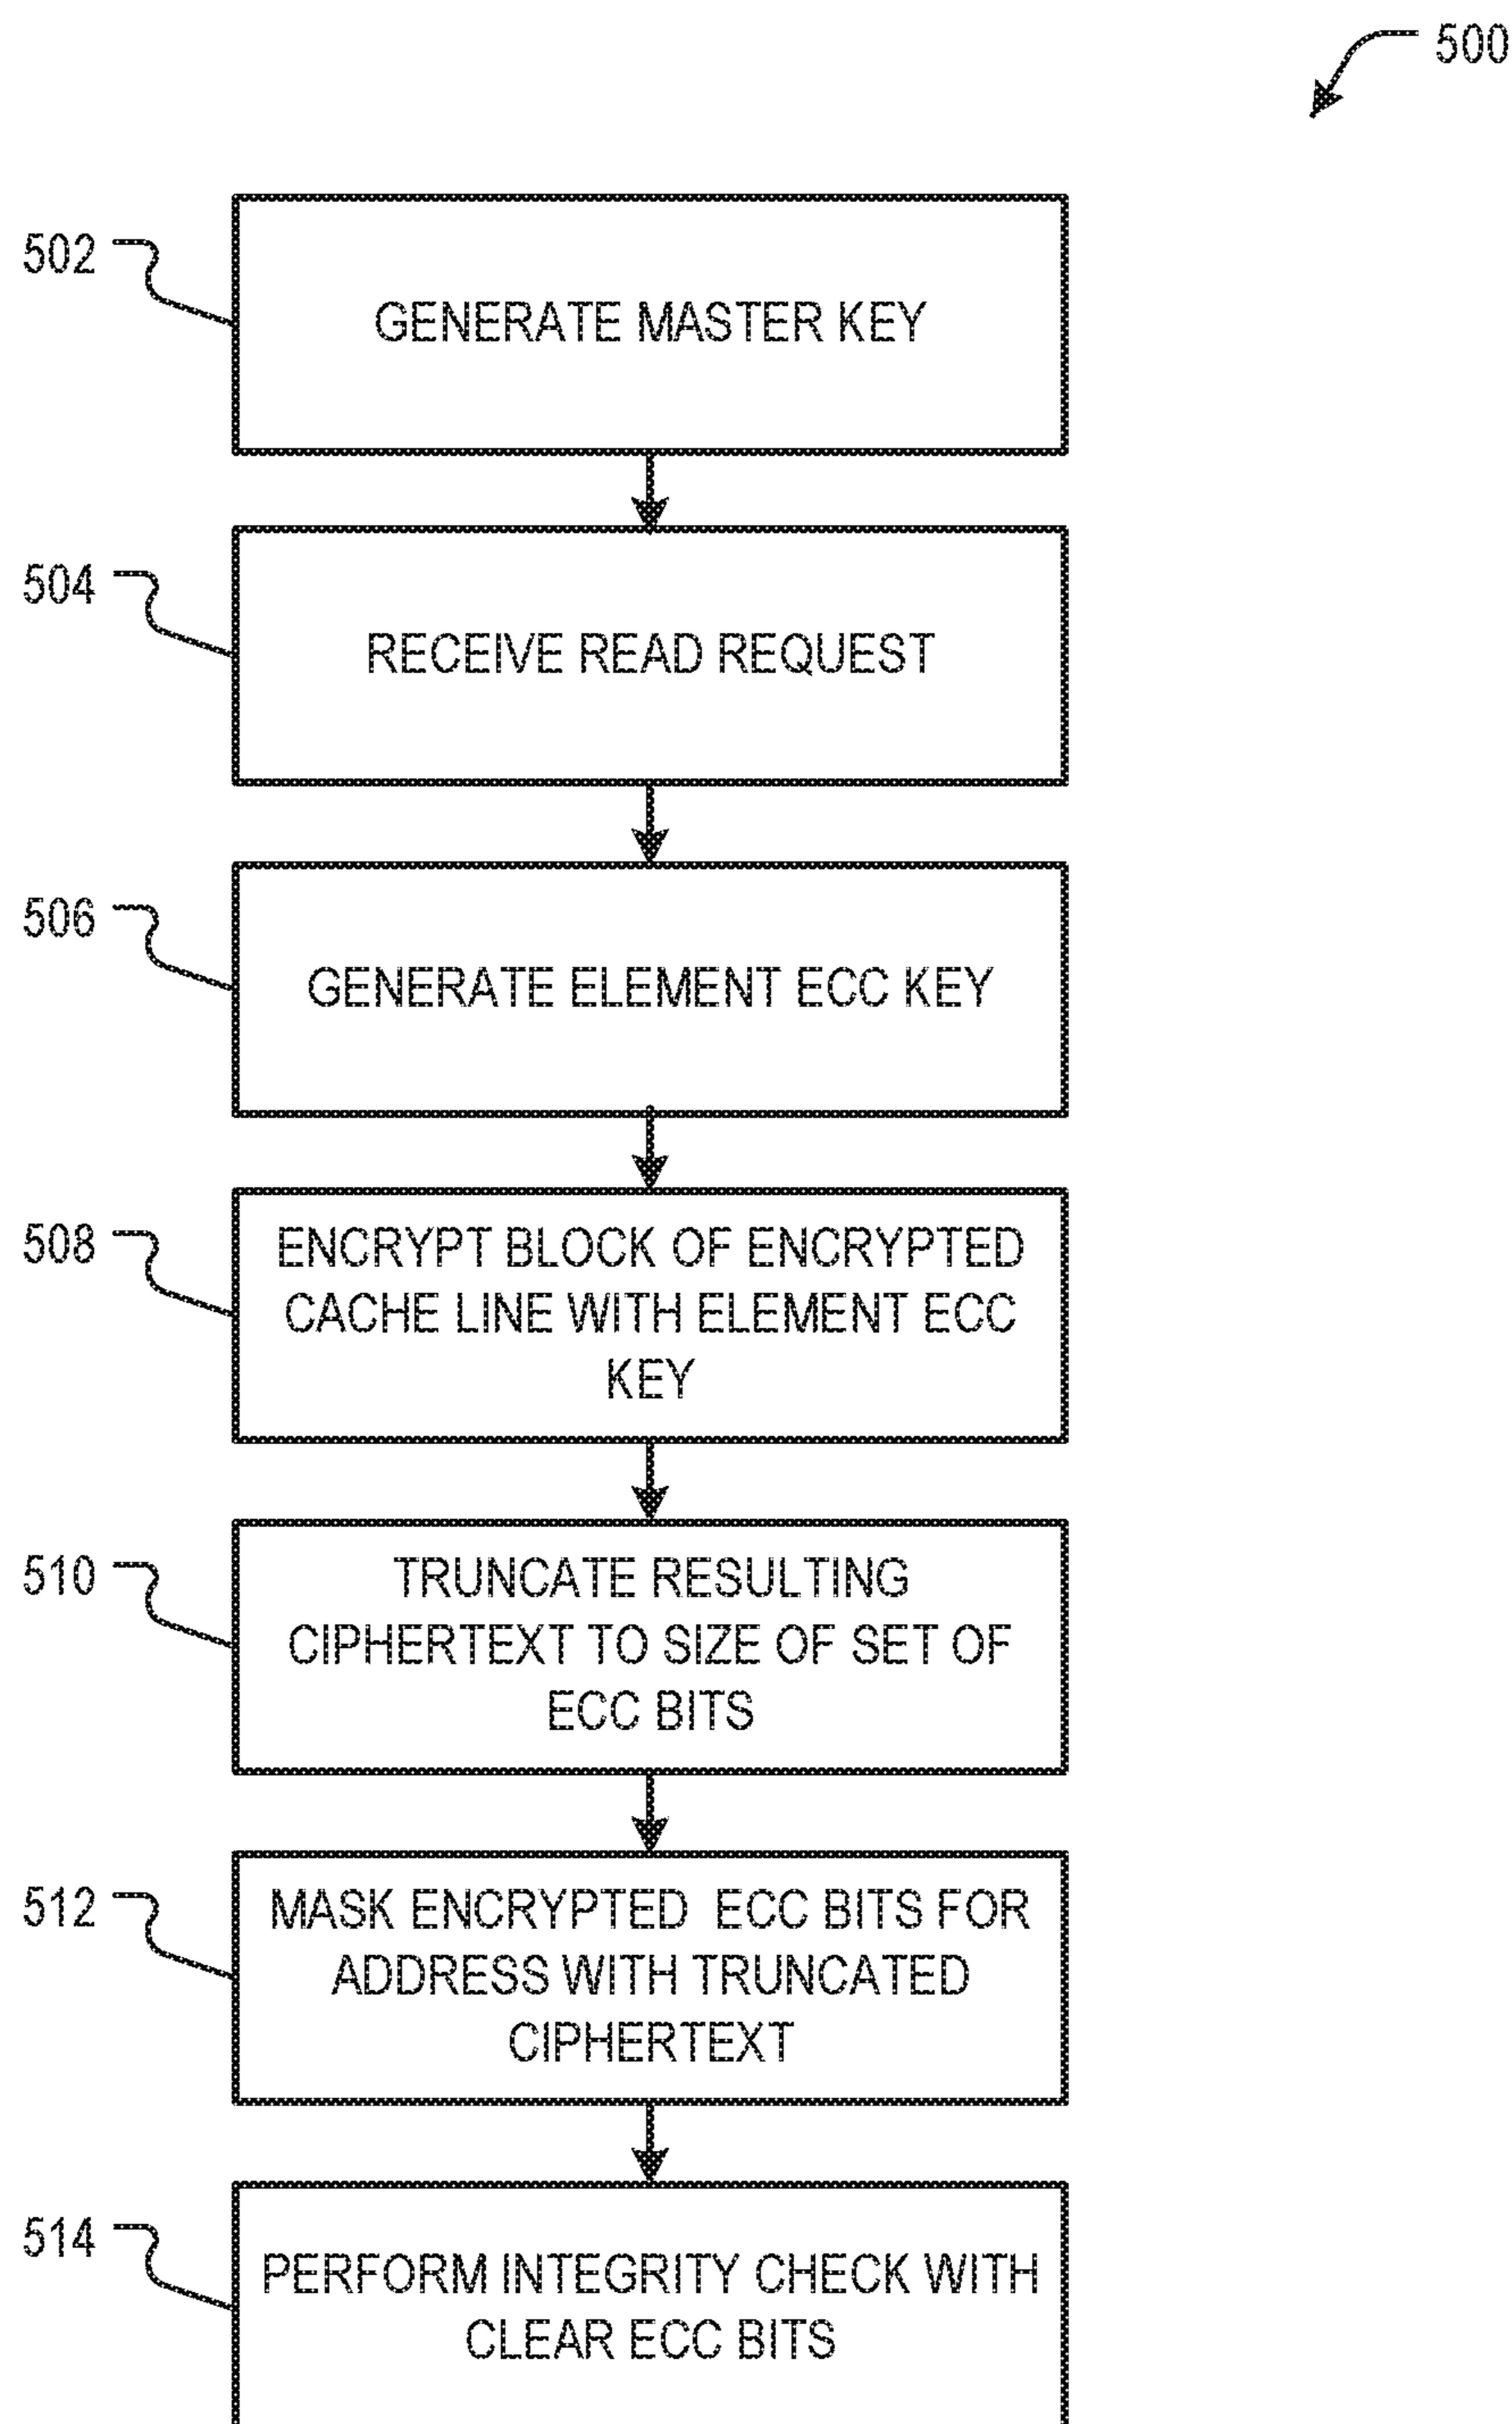 500
502
GENERATE MASTER KEY
504
RECEIVE READ REQUEST
506
GENERATE ELEMENT ECC KEY
508
ENCRYPT BLOCK OF ENCRYPTED
CACHE LINE WITH ELEMENT ECC
KEY
510
TRUNCATE RESULTING
CIPHERTEXT TO SIZE OF SET OF
ECC BITS
512
MASK ENCRYPTED ECC BITS FOR
ADDRESS WITH TRUNCATED
CIPHERTEXT
514
PERFORM INTEGRITY CHECK WITH
CLEAR ECC BITS